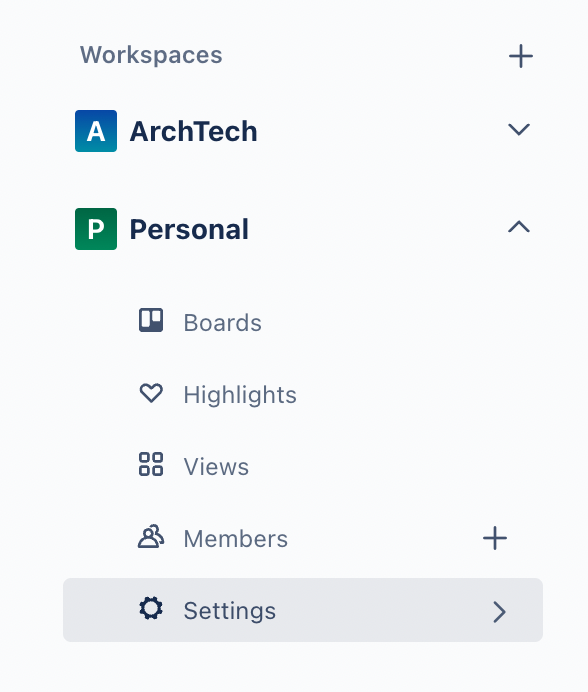 Workspaces
A ArchTech
P Personal
Boards
Highlights
Views
Members
Settings